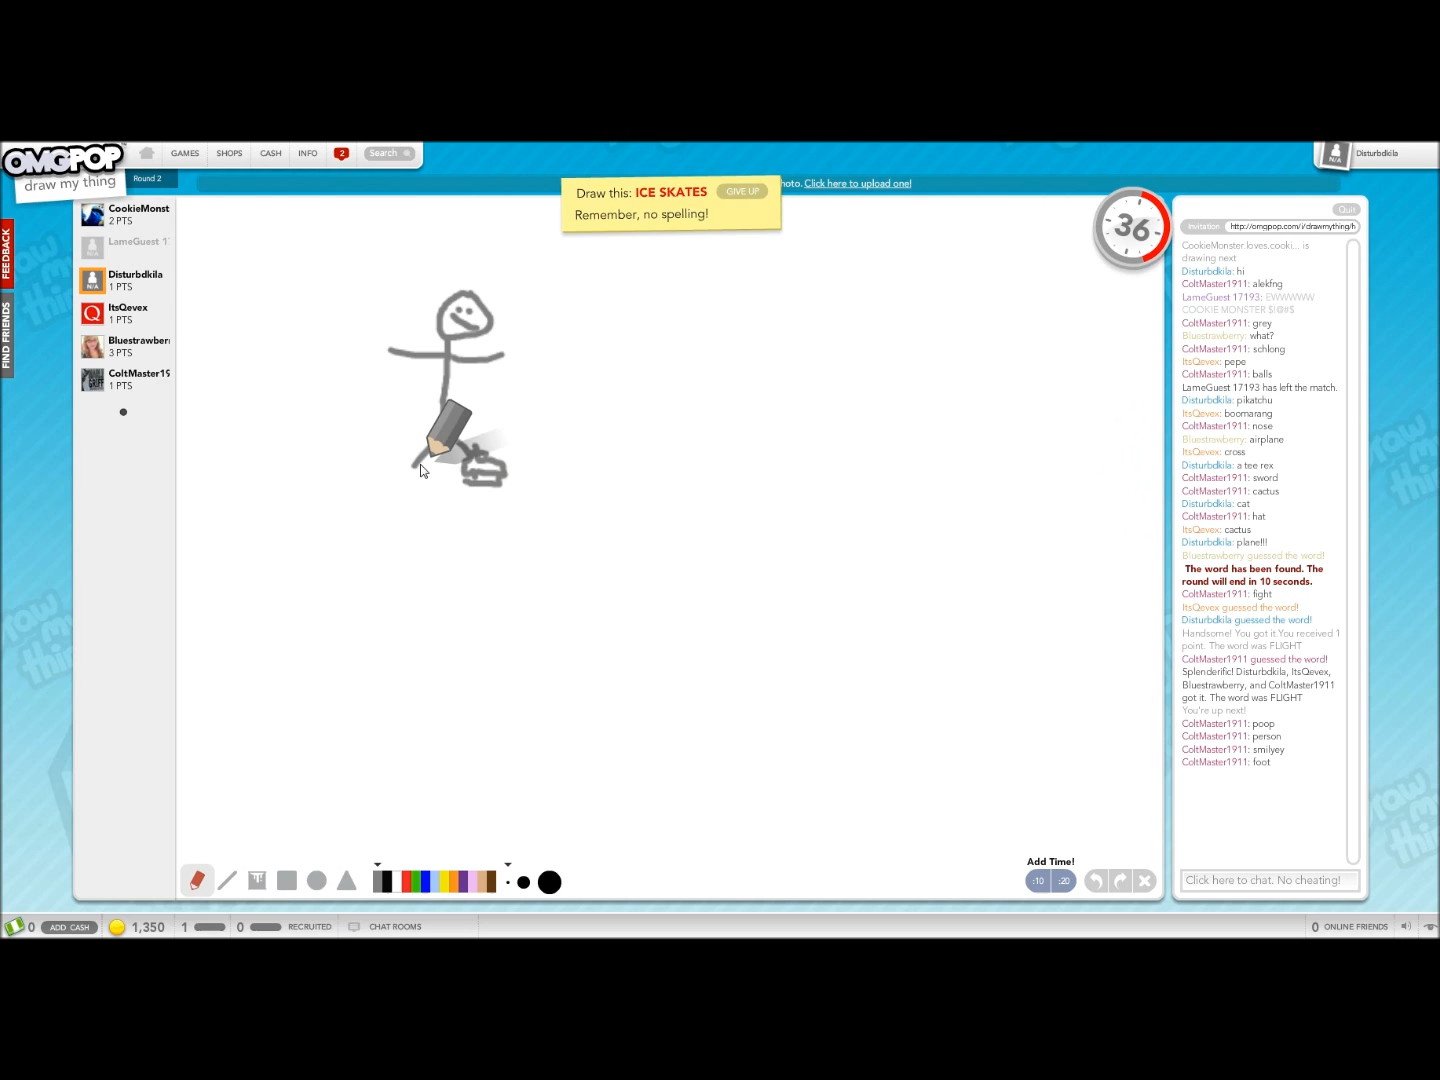 OMGPOP
draw my thing
GAMES SHOPS CASH INFO 2 Search
Disturbdkila
Round 2
hoto. Click here to upload one!
Draw this: ICE SKATES GIVE UP
Remember, no spelling!
36
FEEDBACK
FIND FRIENDS
CookieMonst
2 PTS
LameGuest 1
Disturbdkila
1 PTS
ItsQevex
1 PTS
Bluestrawber
3 PTS
ColtMaster19
1 PTS
Quit
Invitation http://omgpop.com/i/drawmything/h
CookieMonster.loves.cooki... is
drawing next
Disturbdkila: hi
ColtMaster1911: alekfng
LameGuest 17193: EWWWWW
COOKIE MONSTER $!@#$
ColtMaster1911: grey
Bluestrawberry: what?
ColtMaster1911: schlong
ItsQevex: pepe
ColtMaster1911: balls
LameGuest 17193 has left the match.
Disturbdkila: pikatchu
ItsQevex: boomarang
ColtMaster1911: nose
Bluestrawberry: airplane
ItsQevex: cross
Disturbdkila: a tee rex
ColtMaster1911: sword
ColtMaster1911: cactus
Disturbdkila: cat
ColtMaster1911: hat
ItsQevex: cactus
Disturbdkila: plane!!!
Bluestrawberry guessed the word!
The word has been found. The
round will end in 10 seconds.
ColtMaster1911: fight
ItsQevex guessed the word!
Disturbdkila guessed the word!
Handsome! You got it.You received 1
point. The word was FLIGHT
ColtMaster1911 guessed the word!
Splenderific! Disturbdkila, ItsQevex,
Bluestrawberry, and ColtMaster1911
got it. The word was FLIGHT
You're up next!
ColtMaster1911: poop
ColtMaster1911: person
ColtMaster1911: smilyey
ColtMaster1911: foot
Click here to chat. No cheating!
Add Time!
:10 :20
0 ADD CASH 1,350 1 0 RECRUITED CHAT ROOMS 0 ONLINE FRIENDS